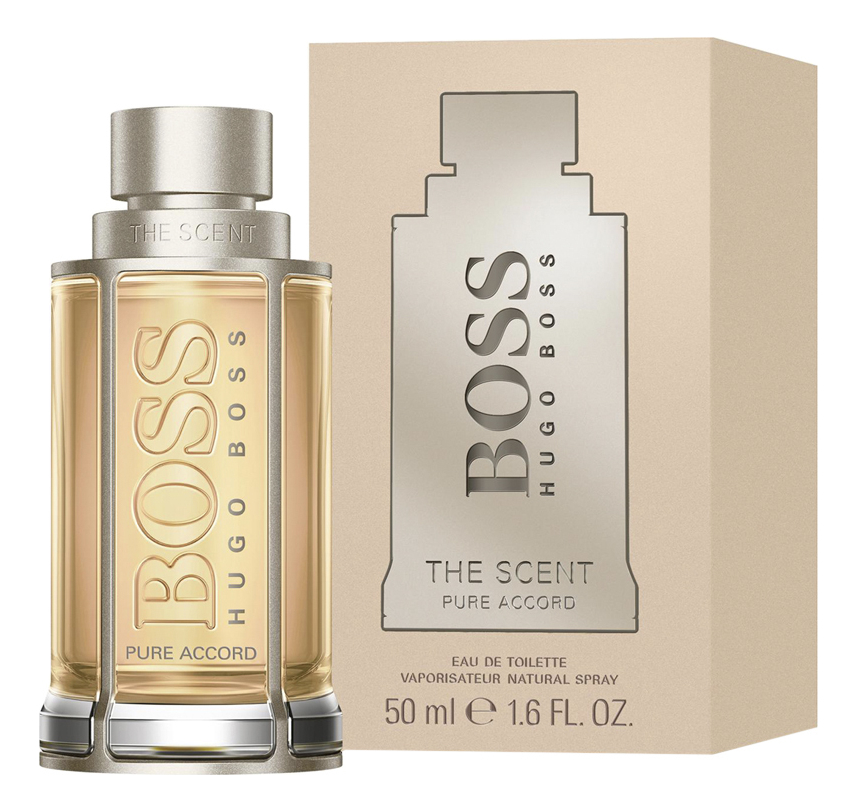 THE SCENT
BOSS
HUGO BOSS
PURE ACCORD
BOSS
HUGO BOSS
THE SCENT
PURE ACCORD
EAU DE TOILETTE
VAPORISATEUR NATURAL SPRAY
50 ml ℮ 1.6 FL. OZ.